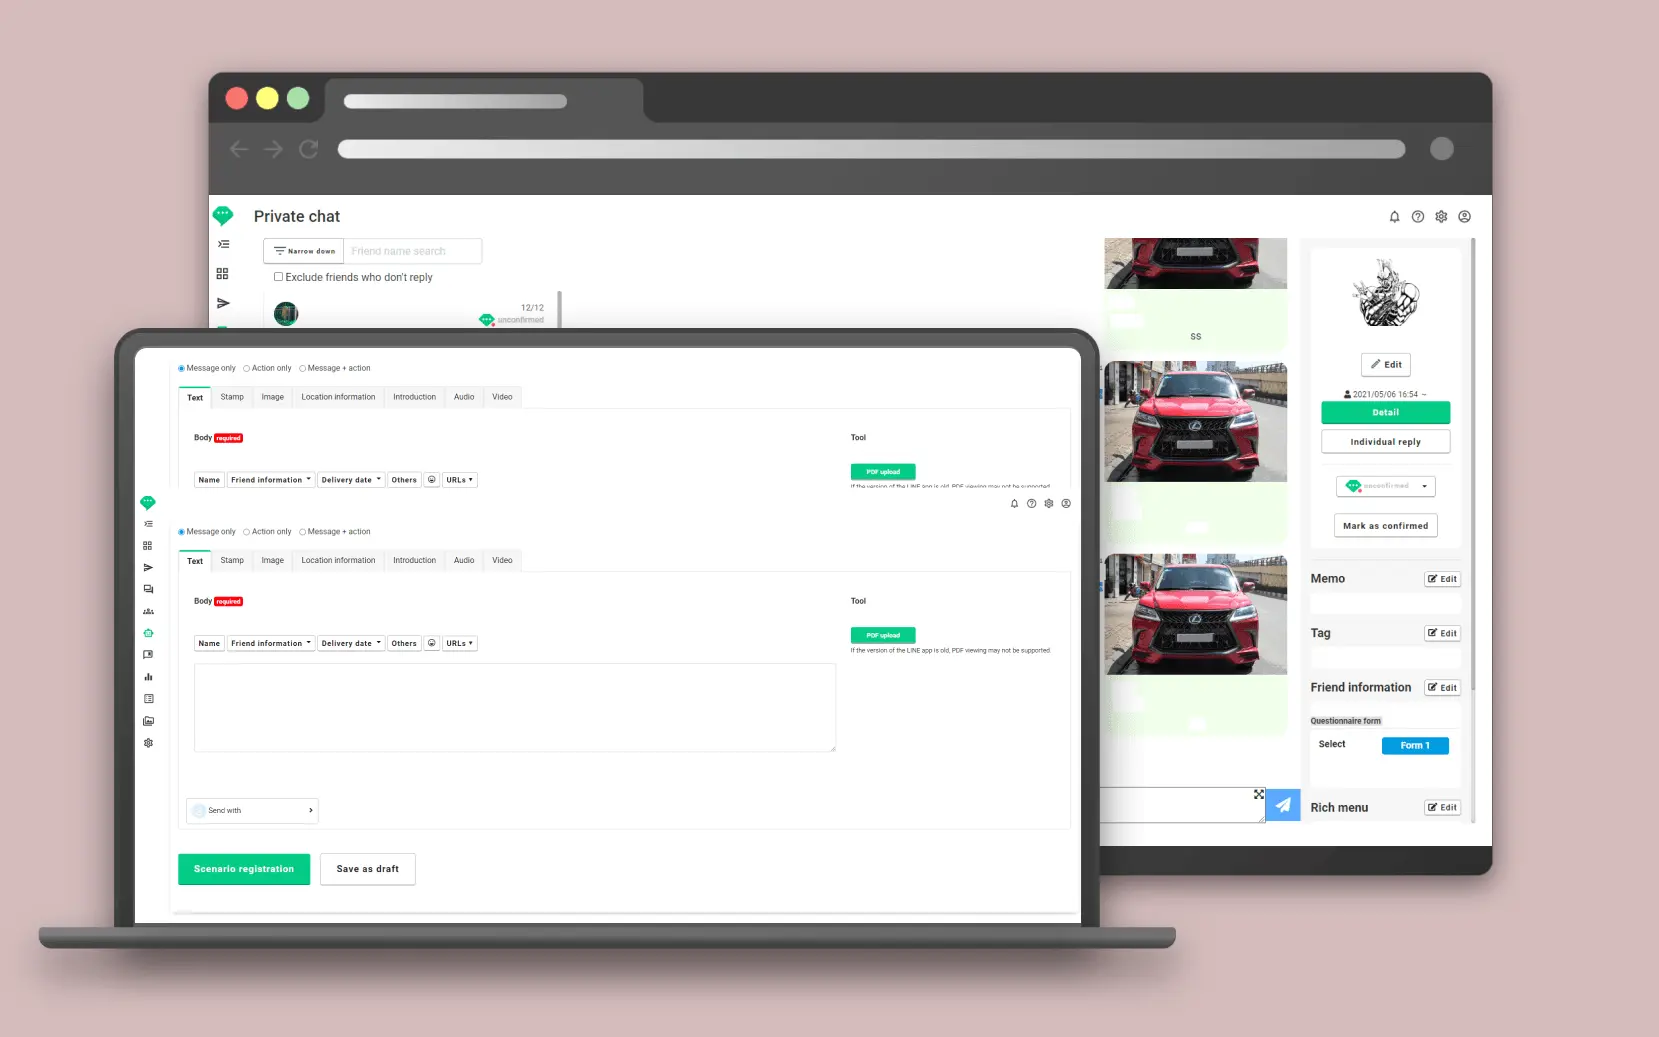 Private chat
Narrow down
Friend name search
Exclude friends who don't reply
12/12
unconfirmed
ss
Edit
2021/05/06 16:54 ~
Detail
Individual reply
unconfirmed
Mark as confirmed
Memo
Edit
Tag
Edit
Friend information
Edit
Questionnaire form
Select
Form 1
Rich menu
Edit
Message only Action only Message + action
Text Stamp Image Location information Introduction Audio Video
Body required
Tool
PDF upload
Name Friend information Delivery date Others URLs
If the version of the LINE app is old, PDF viewing may not be supported
Message only Action only Message + action
Text Stamp Image Location information Introduction Audio Video
Body required
Tool
PDF upload
Name Friend information Delivery date Others URLs
If the version of the LINE app is old, PDF viewing may not be supported
Send with
Scenario registration
Save as draft